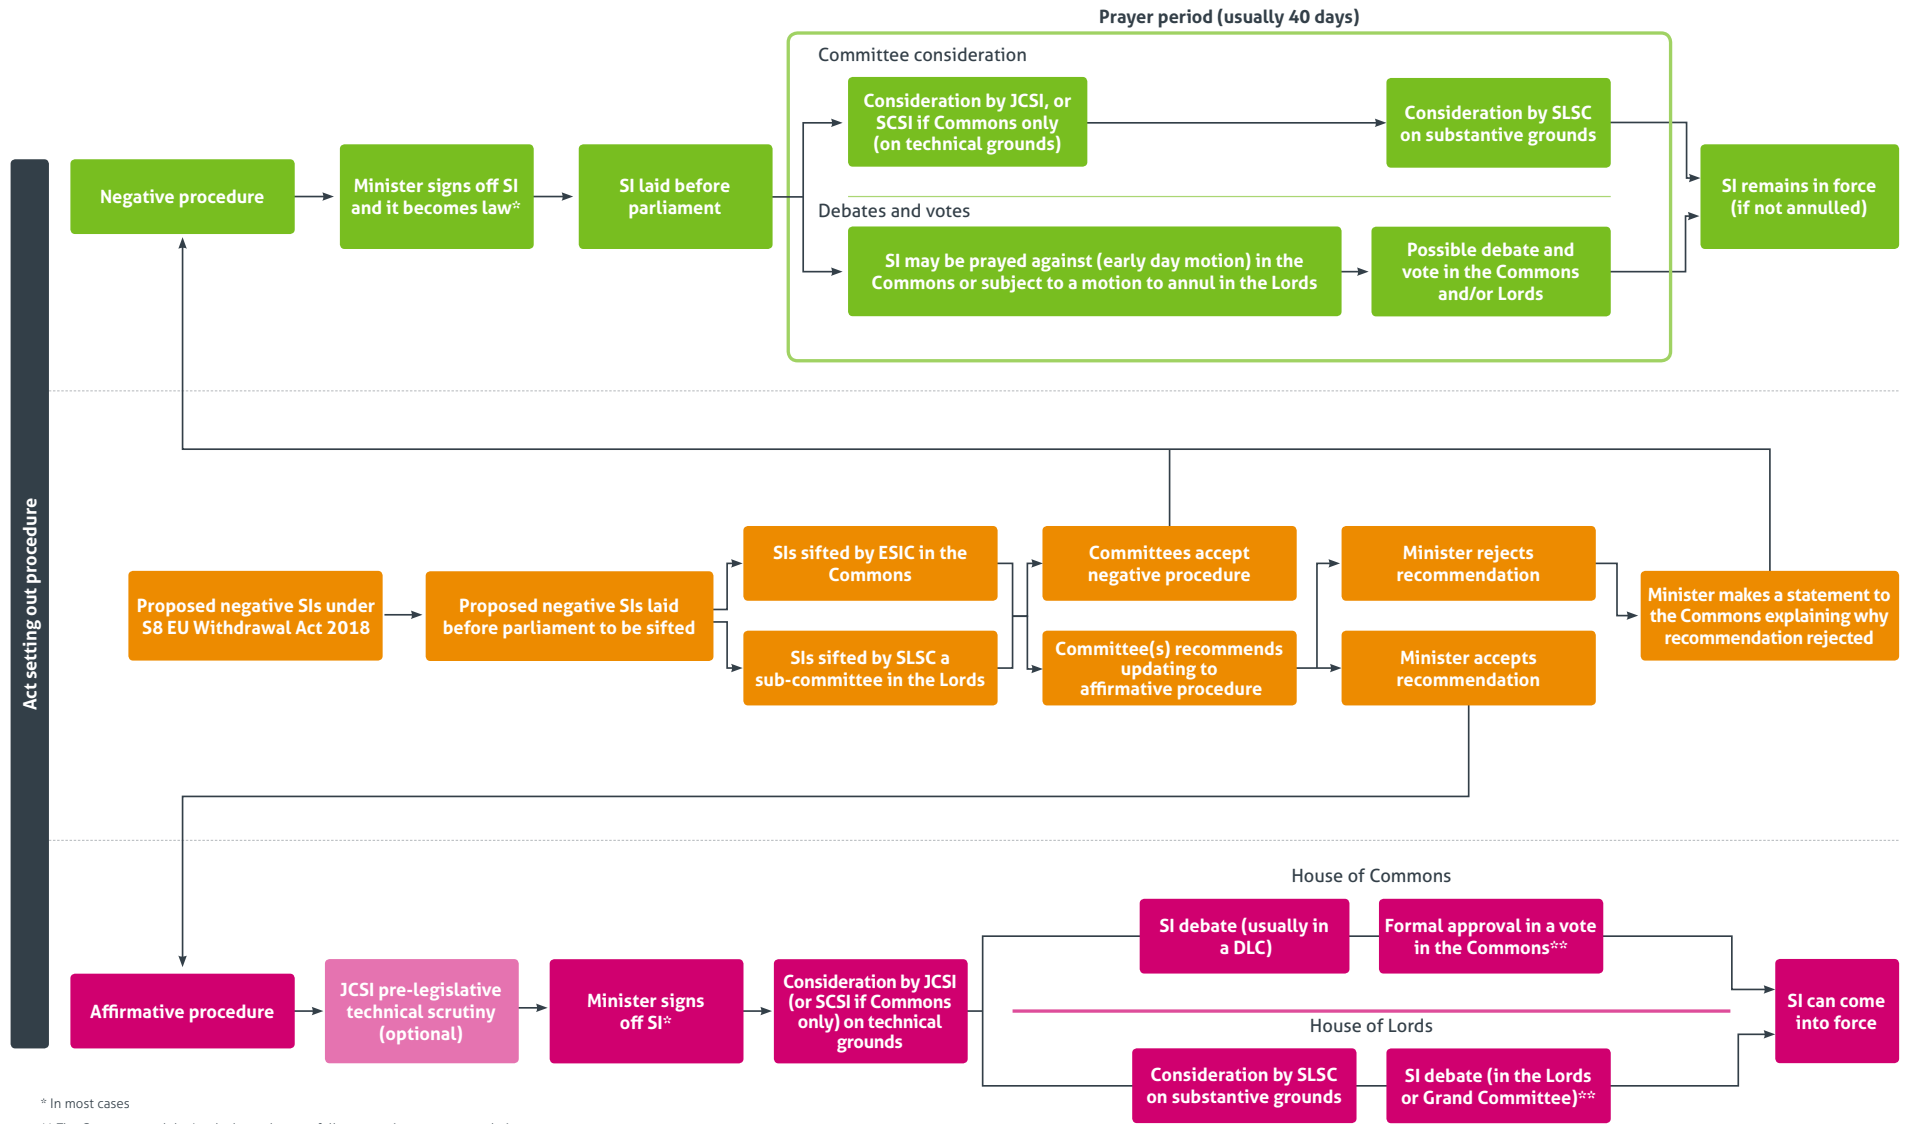 Prayer period (usually 40 days)
Committee consideration
Consideration by JCSI, or
SCSI if Commons only
(on technical grounds)
Consideration by SLSC
on substantive grounds
Negative procedure
Minister signs off SI
and it becomes law*
SI laid before
parliament
SI remains in force
(if not annulled)
Debates and votes
SI may be prayed against (early day motion) in the
Commons or subject to a motion to annul in the Lords
Possible debate and
vote in the Commons
and/or Lords
Act setting out procedure
Proposed negative SIs under
S8 EU Withdrawal Act 2018
Proposed negative SIs laid
before parliament to be sifted
SIs sifted by ESIC in the
Commons
SIs sifted by SLSC a
sub-committee in the Lords
Committees accept
negative procedure
Committee(s) recommends
updating to
affirmative procedure
Minister rejects
recommendation
Minister accepts
recommendation
Minister makes a statement to
the Commons explaining why
recommendation rejected
Affirmative procedure
JCSI pre-legislative
technical scrutiny
(optional)
Minister signs
off SI*
Consideration by JCSI
(or SCSI if Commons
only) on technical
grounds
House of Commons
SI debate (usually in
a DLC)
Formal approval in a vote
in the Commons**
House of Lords
Consideration by SLSC
on substantive grounds
SI debate (in the Lords
or Grand Committee)**
SI can come
into force
* In most cases